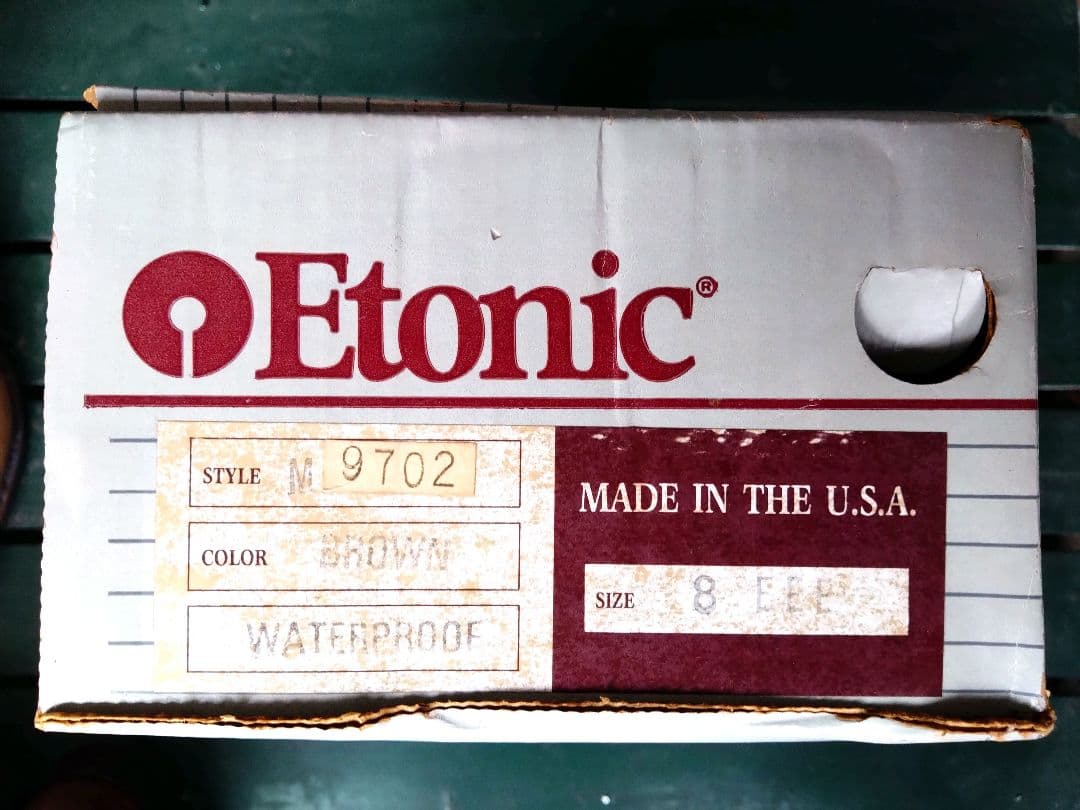 Etonic®
STYLE M 9702
COLOR BROWN
WATERPROOF
MADE IN THE U.S.A.
SIZE 8 EEE